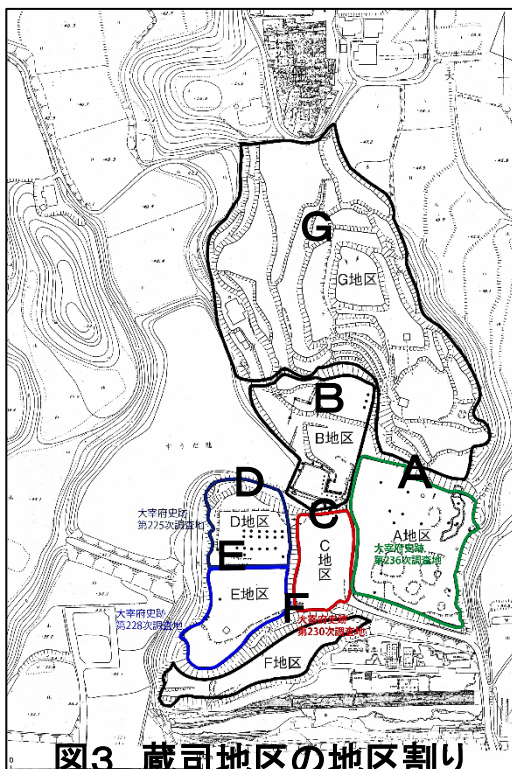 G
G地区
B
B地区
A
D
C
大宰府史跡
第225次調査地
D地区
C
地
区
A地区
大宰府史跡
第236次調査地
E
E地区
大宰府史跡
第228次調査地
F
大宰府史跡
第230次調査地
F地区
図3 蔵司地区の地区割り